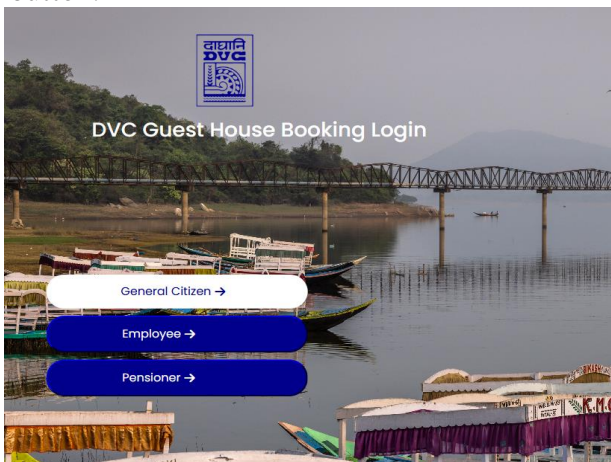 दाधानि
DVC
DVC Guest House Booking Login
General Citizen →
Employee →
Pensioner →
K.M.C